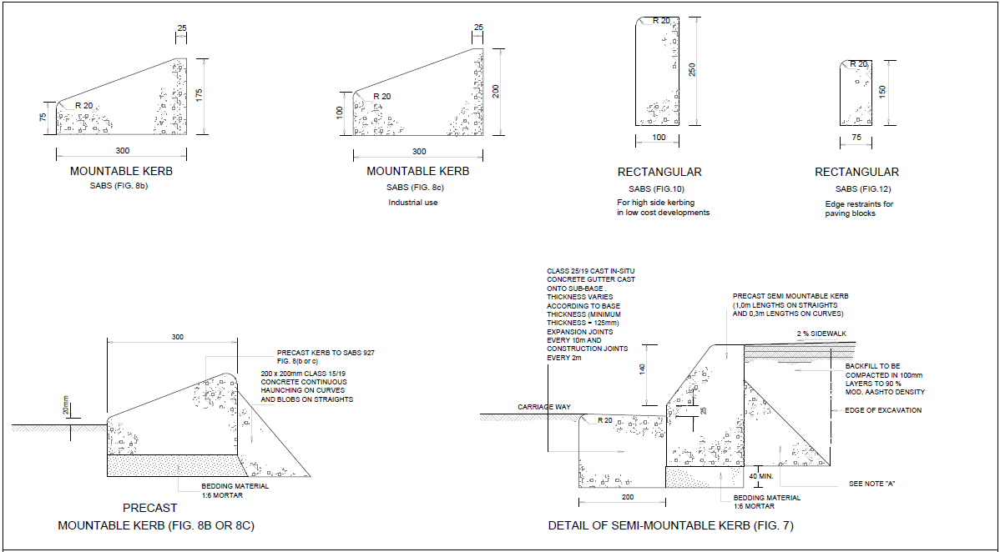 25
R 20
75
175
300
MOUNTABLE KERB
SABS (FIG. 8b)
25
R 20
100
200
300
MOUNTABLE KERB
SABS (FIG. 8c)
Industrial use
R 20
250
100
RECTANGULAR
SABS (FIG.10)
For high side kerbing
in low cost developments
R 20
150
75
RECTANGULAR
SABS (FIG.12)
Edge restraints for
paving blocks
300
PRECAST KERB TO SABS 927
FIG. 8(b or c)
200 x 200mm CLASS 15/19
CONCRETE CONTINUOUS
HAUNCHING ON CURVES
AND BLOBS ON STRAIGHTS
20mm
BEDDING MATERIAL
1:6 MORTAR
PRECAST
MOUNTABLE KERB (FIG. 8B OR 8C)
CLASS 25/19 CAST IN-SITU
CONCRETE GUTTER CAST
ONTO SUB-BASE .
THICKNESS VARIES
ACCORDING TO BASE
THICKNESS (MINIMUM
THICKNESS = 125mm)
EXPANSION JOINTS
EVERY 10m AND
CONSTRUCTION JOINTS
EVERY 2m
PRECAST SEMI MOUNTABLE KERB
(1,0m LENGTHS ON STRAIGHTS
AND 0,3m LENGTHS ON CURVES)
2 % SIDEWALK
140
BACKFILL TO BE
COMPACTED IN 100mm
LAYERS TO 90 %
MOD. AASHTO DENSITY
CARRIAGE WAY
25
EDGE OF EXCAVATION
R 20
40 MIN.
SEE NOTE "A"
200
BEDDING MATERIAL
1:6 MORTAR
DETAIL OF SEMI-MOUNTABLE KERB (FIG. 7)